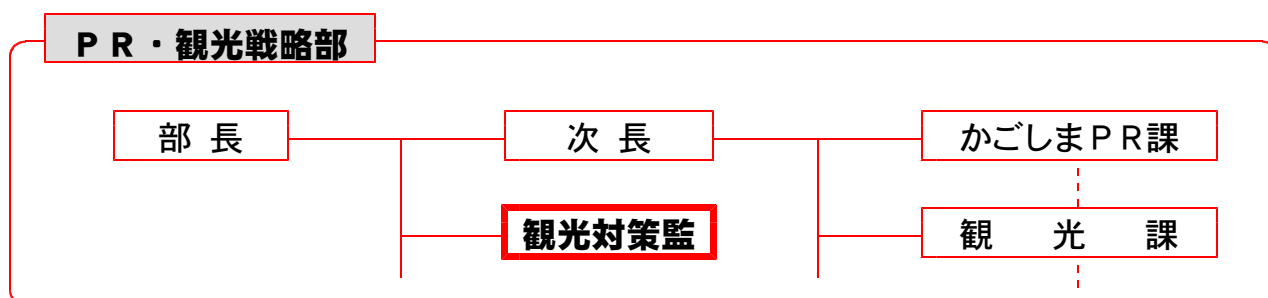 ＰＲ・観光戦略部
部 長
次 長
かごしまＰＲ課
観光対策監
観 光 課